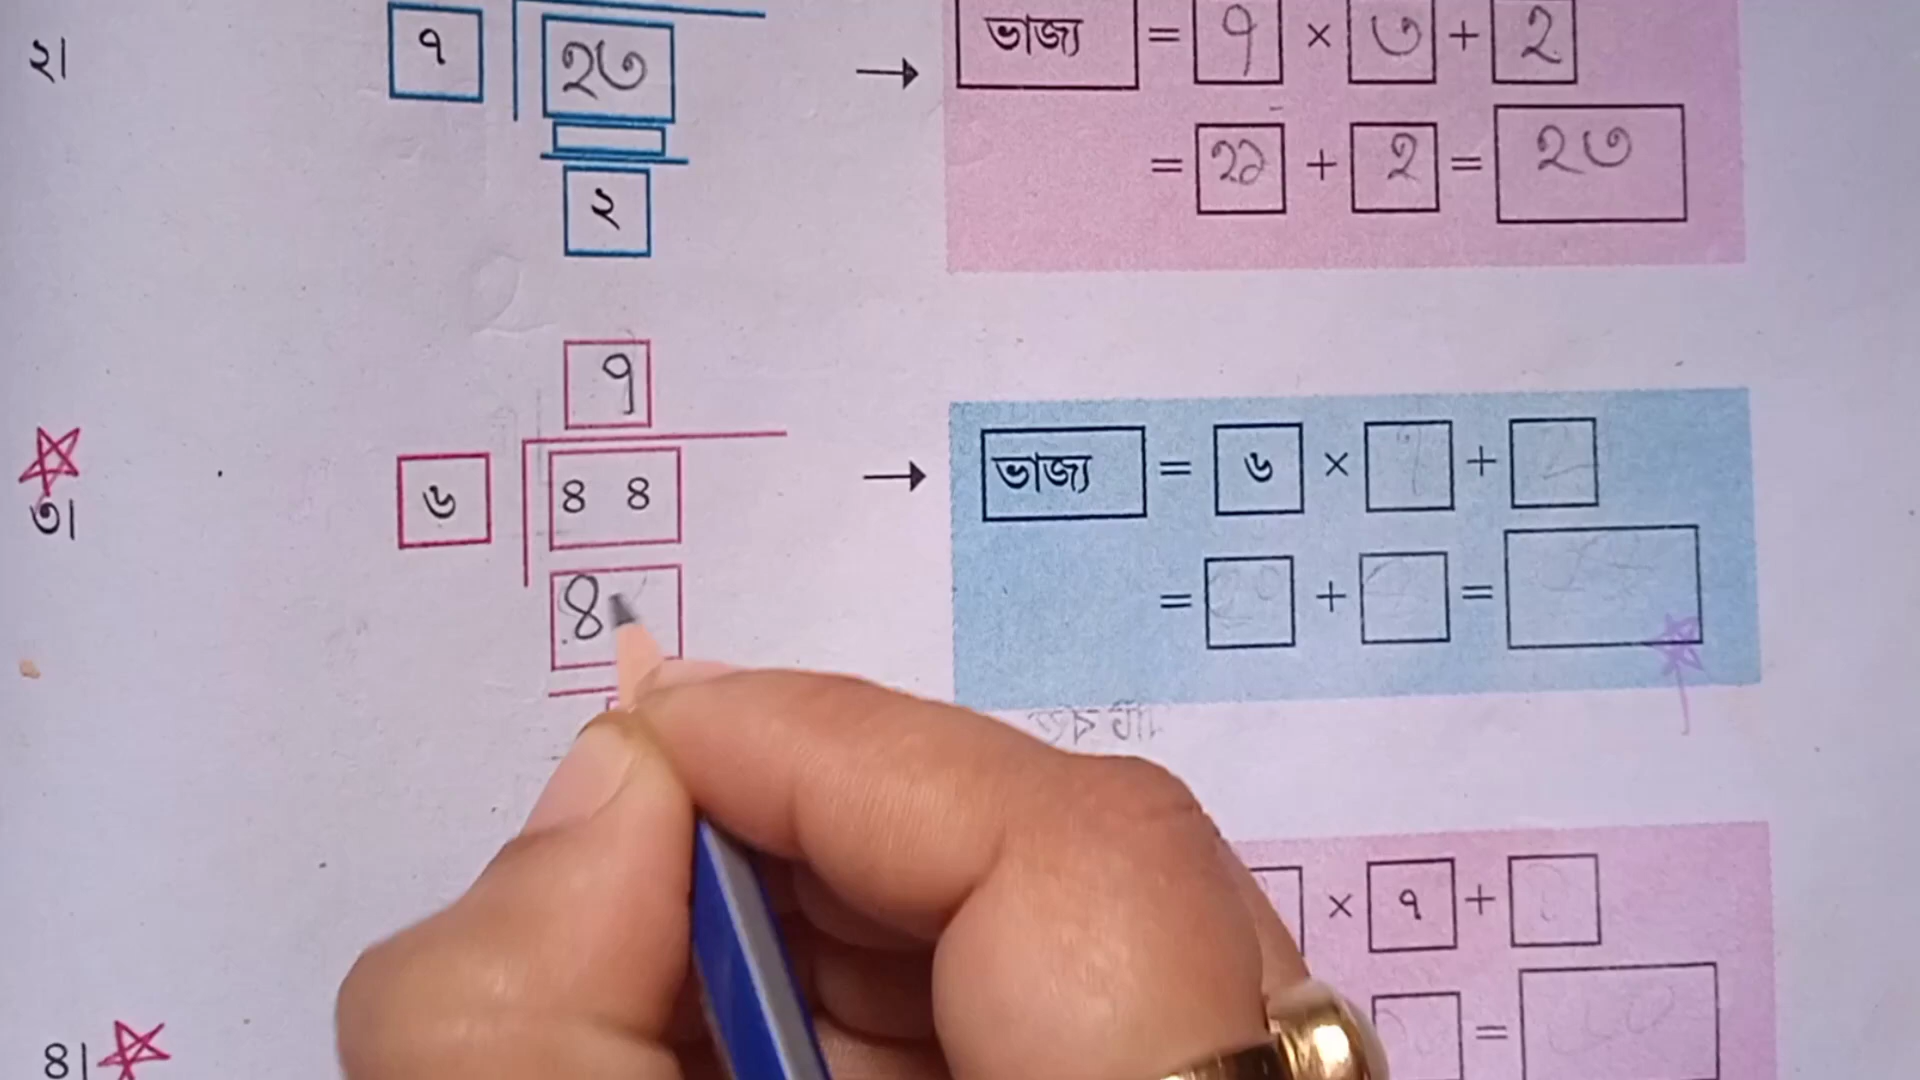 ২। ৭ ২৩ → ভাজ্য = ৭ × ৩ + ২
= ২১ + ২ = ২৩
২
৭
৩। ৬ ৪ ৪ → ভাজ্য = ৬ × +
৪ = + =
× ৭ +
৪। =